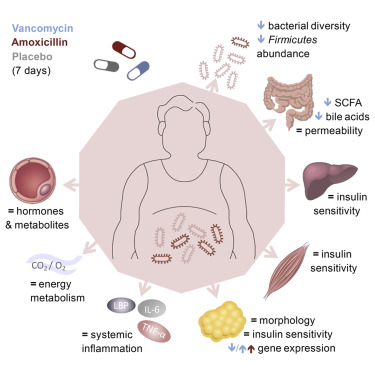 Vancomycin
Amoxicillin
Placebo
(7 days)
↓ bacterial diversity
↓ Firmicutes
abundance
↓ SCFA
↓ bile acids
= permeability
= insulin
sensitivity
= insulin
sensitivity
= morphology
= insulin sensitivity
↓/↑↑ gene expression
LBP
IL-6
TNF-α
= systemic
inflammation
CO₂/O₂
= energy
metabolism
= hormones
& metabolites